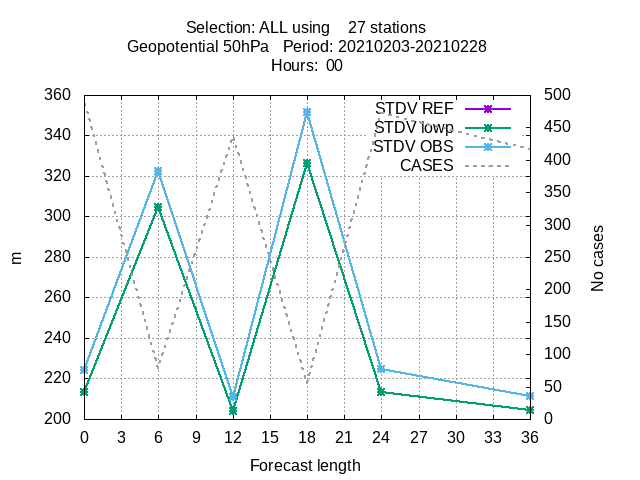 Selection: ALL using 27 stations
Geopotential 50hPa Period: 20210203-20210228
Hours: 00
360 500
STDV REF
340 450
STDV
STDV OBS
CASES
320 400
350
300 300
280 250
260 200
240 150
100
220 50
200 0
m
No cases
0 3 6 9 12 15 18 21 24 27 30 33 36
Forecast length